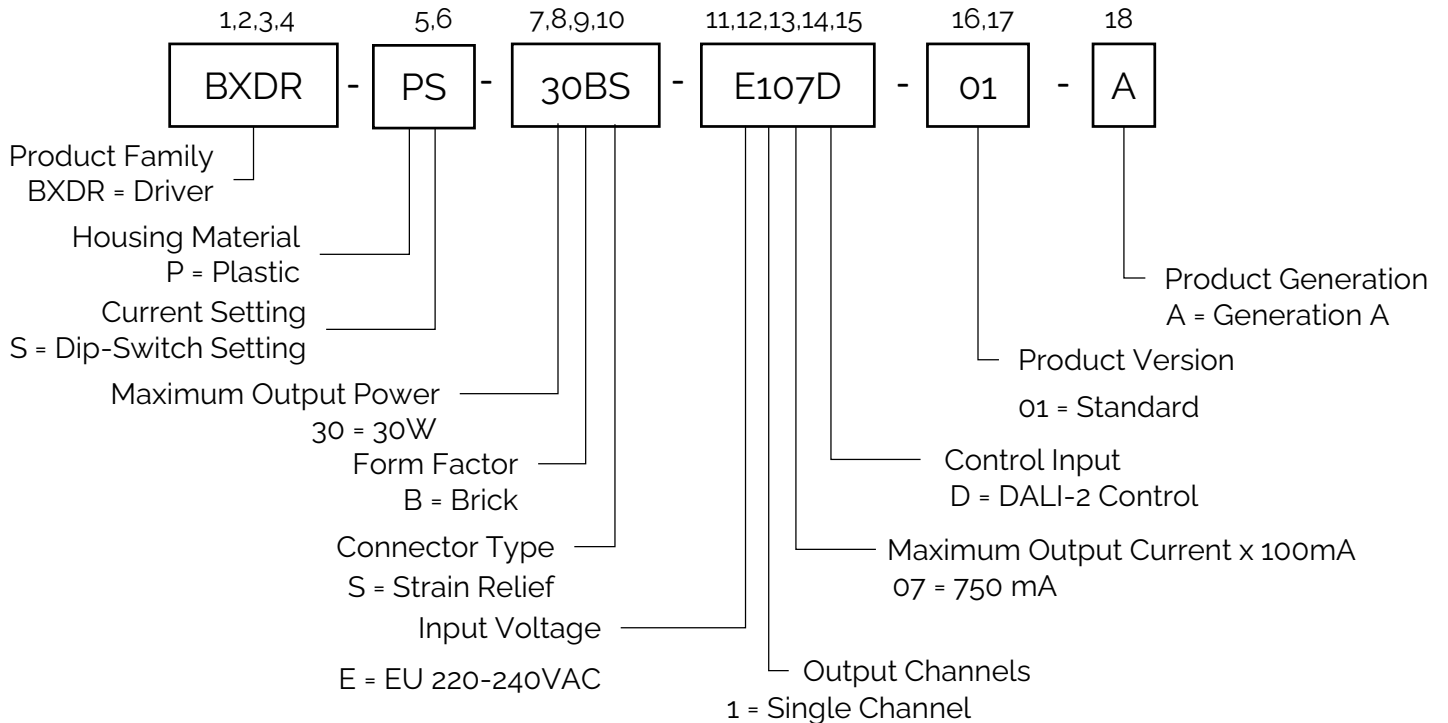 1,2,3,4 5,6 7,8,9,10 11,12,13,14,15 16,17 18
BXDR - PS - 30BS - E107D - 01 - A
Product Family
BXDR = Driver
Housing Material
P = Plastic
Current Setting
S = Dip-Switch Setting
Maximum Output Power
30 = 30W
Form Factor
B = Brick
Connector Type
S = Strain Relief
Input Voltage
E = EU 220-240VAC
Output Channels
1 = Single Channel
Maximum Output Current x 100mA
07 = 750 mA
Control Input
D = DALI-2 Control
Product Version
01 = Standard
Product Generation
A = Generation A